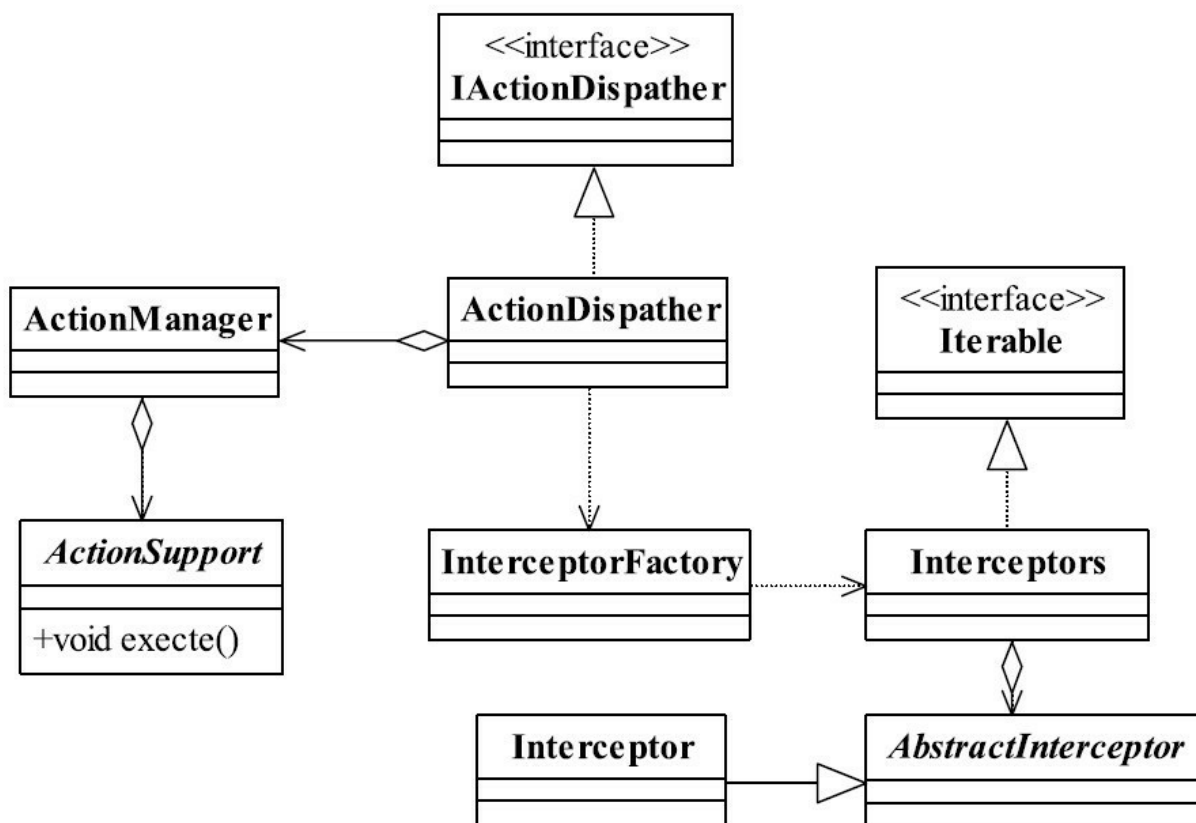 <<interface>>
IActionDispather
ActionManager
ActionDispather
<<interface>>
Iterable
ActionSupport
+void execte()
InterceptorFactory
Interceptors
Interceptor
AbstractInterceptor